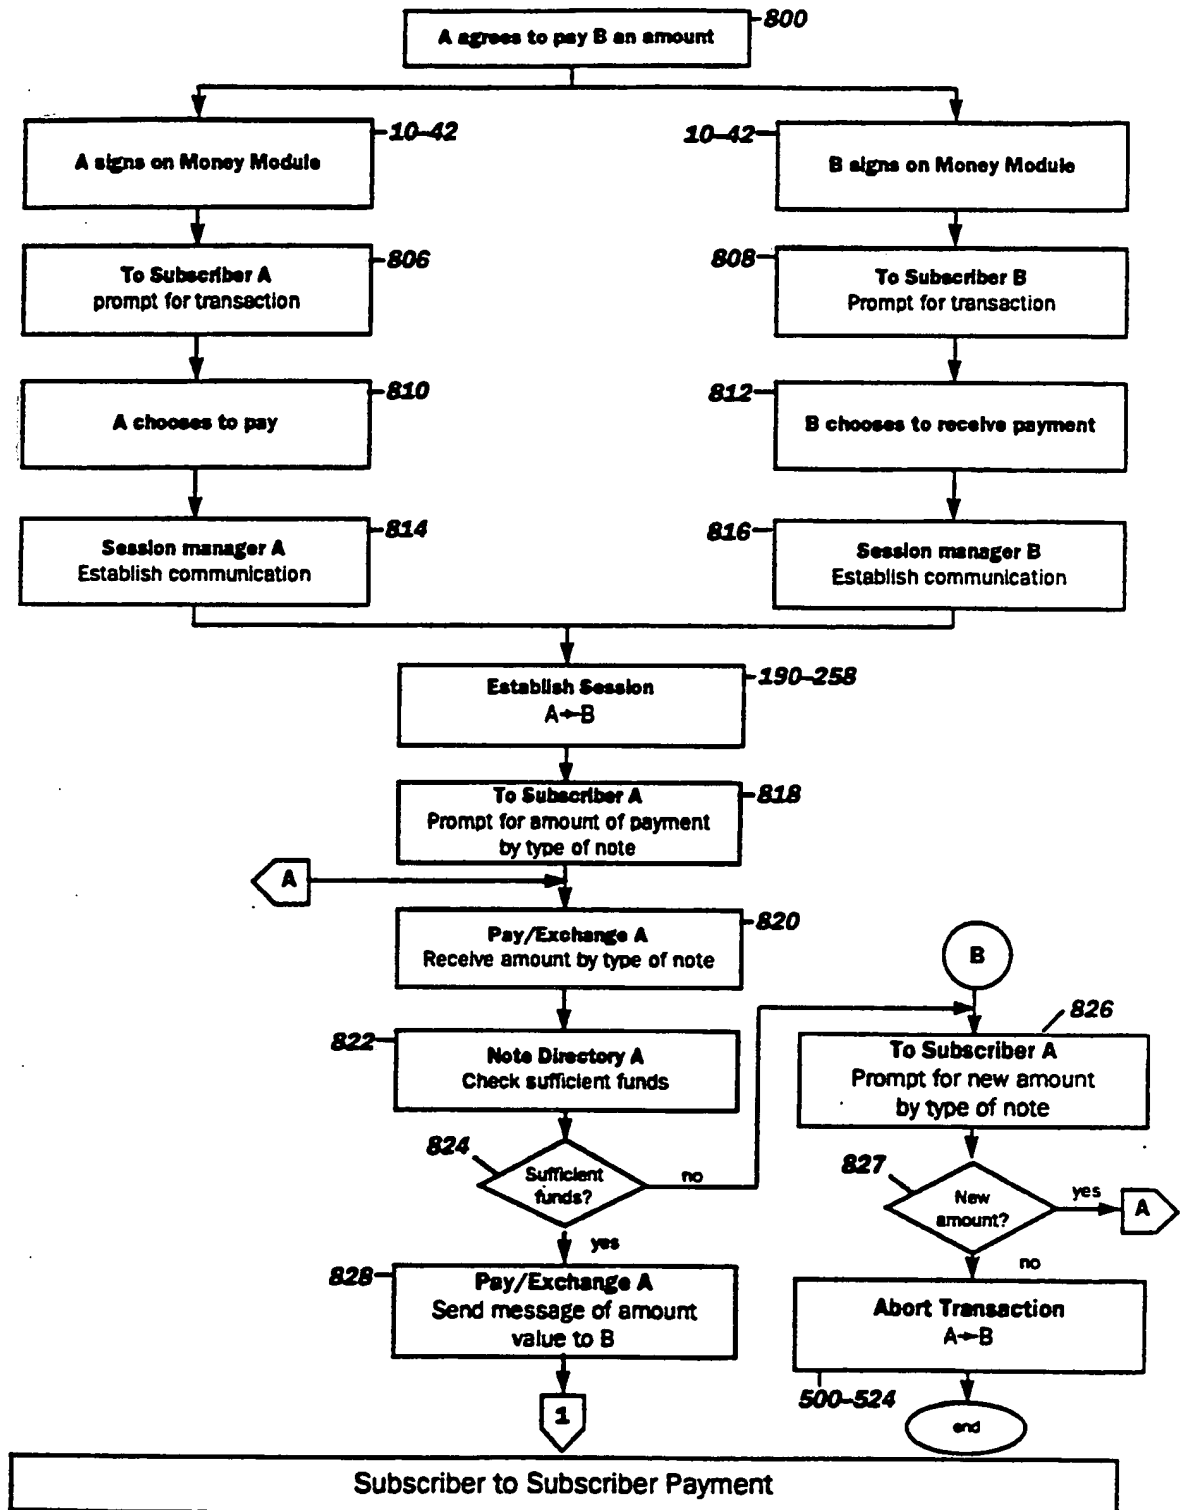 A agrees to pay B an amount
800
A signs on Money Module
10-42
10-42
B signs on Money Module
To Subscriber A
prompt for transaction
806
808
To Subscriber B
Prompt for transaction
A chooses to pay
810
812
B chooses to receive payment
Session manager A
Establish communication
814
816
Session manager B
Establish communication
Establish Session
A→B
190-258
To Subscriber A
Prompt for amount of payment
by type of note
818
A
Pay/Exchange A
Receive amount by type of note
820
B
822
Note Directory A
Check sufficient funds
826
To Subscriber A
Prompt for new amount
by type of note
824
Sufficient
funds?
no
yes
827
New
amount?
yes
A
no
828
Pay/Exchange A
Send message of amount
value to B
Abort Transaction
A→B
500-524
1
end
Subscriber to Subscriber Payment